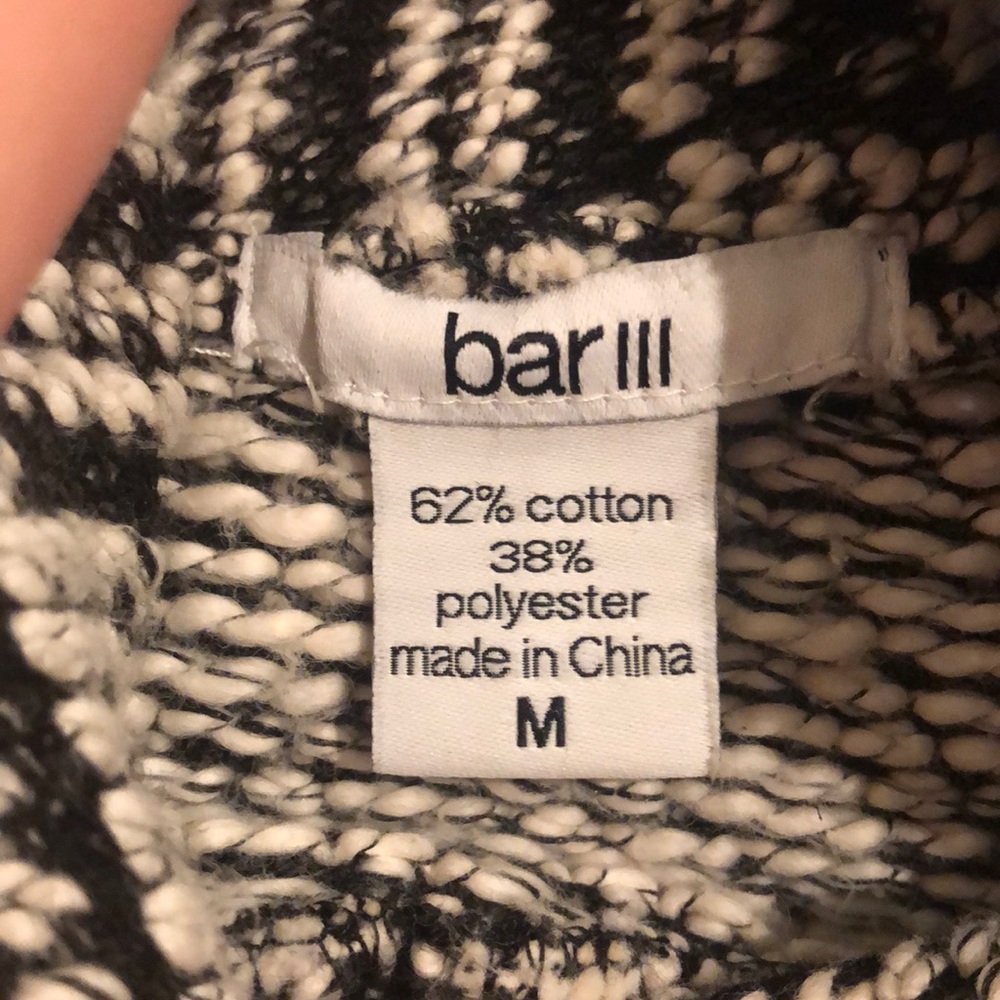 bar III
62% cotton
38%
polyester
made in China
M